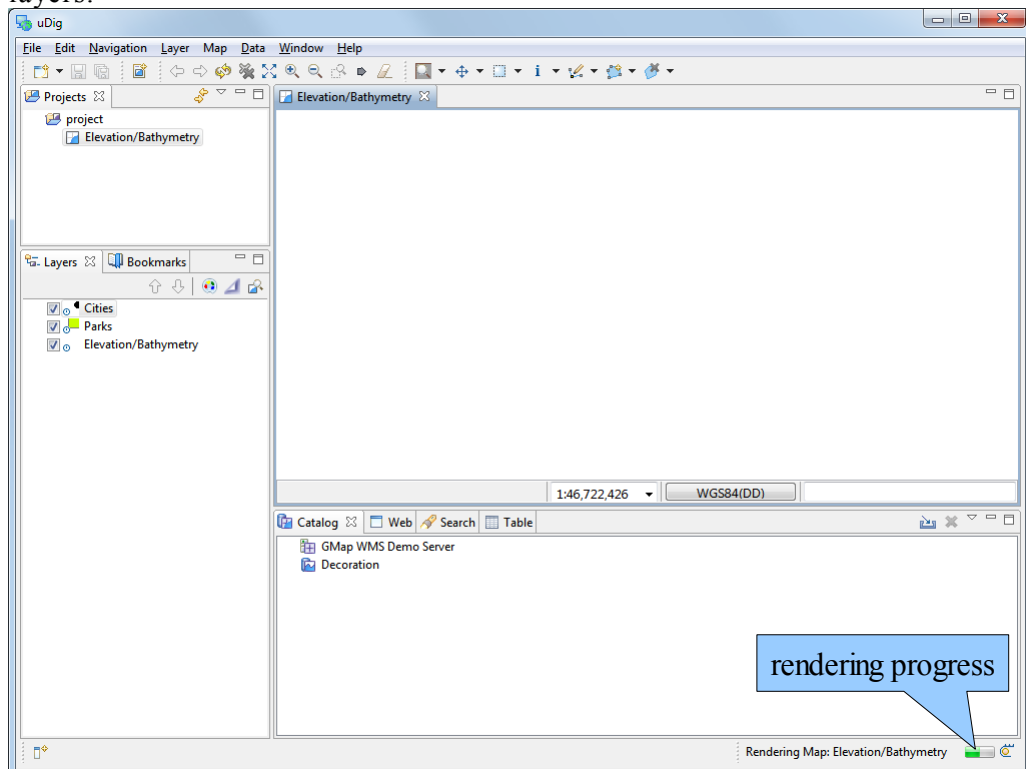 layers.
uDig
File Edit Navigation Layer Map Data Window Help
Projects
project
Elevation/Bathymetry
Layers Bookmarks
Cities
Parks
Elevation/Bathymetry
Elevation/Bathymetry
1:46,722,426 WGS84(DD)
Catalog Web Search Table
GMap WMS Demo Server
Decoration
rendering progress
Rendering Map: Elevation/Bathymetry